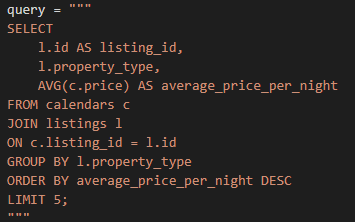 query = """
SELECT
    l.id AS listing_id,
    l.property_type,
    AVG(c.price) AS average_price_per_night
FROM calendars c
JOIN listings l
ON c.listing_id = l.id
GROUP BY l.property_type
ORDER BY average_price_per_night DESC
LIMIT 5;
"""